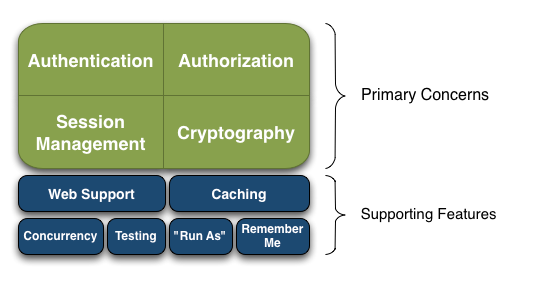 Authentication
Authorization
Session
Management
Cryptography
Primary Concerns
Web Support
Caching
Concurrency
Testing
"Run As"
Remember
Me
Supporting Features